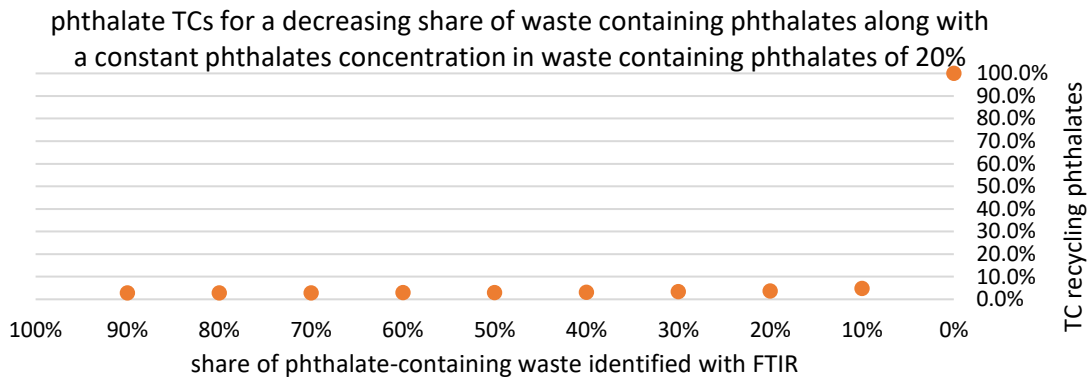 phthalate TCs for a decreasing share of waste containing phthalates along with
a constant phthalates concentration in waste containing phthalates of 20%
100.0%
90.0%
80.0%
70.0%
60.0%
50.0%
40.0%
30.0%
20.0%
10.0%
0.0%
TC recycling phthalates
100% 90% 80% 70% 60% 50% 40% 30% 20% 10% 0%
share of phthalate-containing waste identified with FTIR